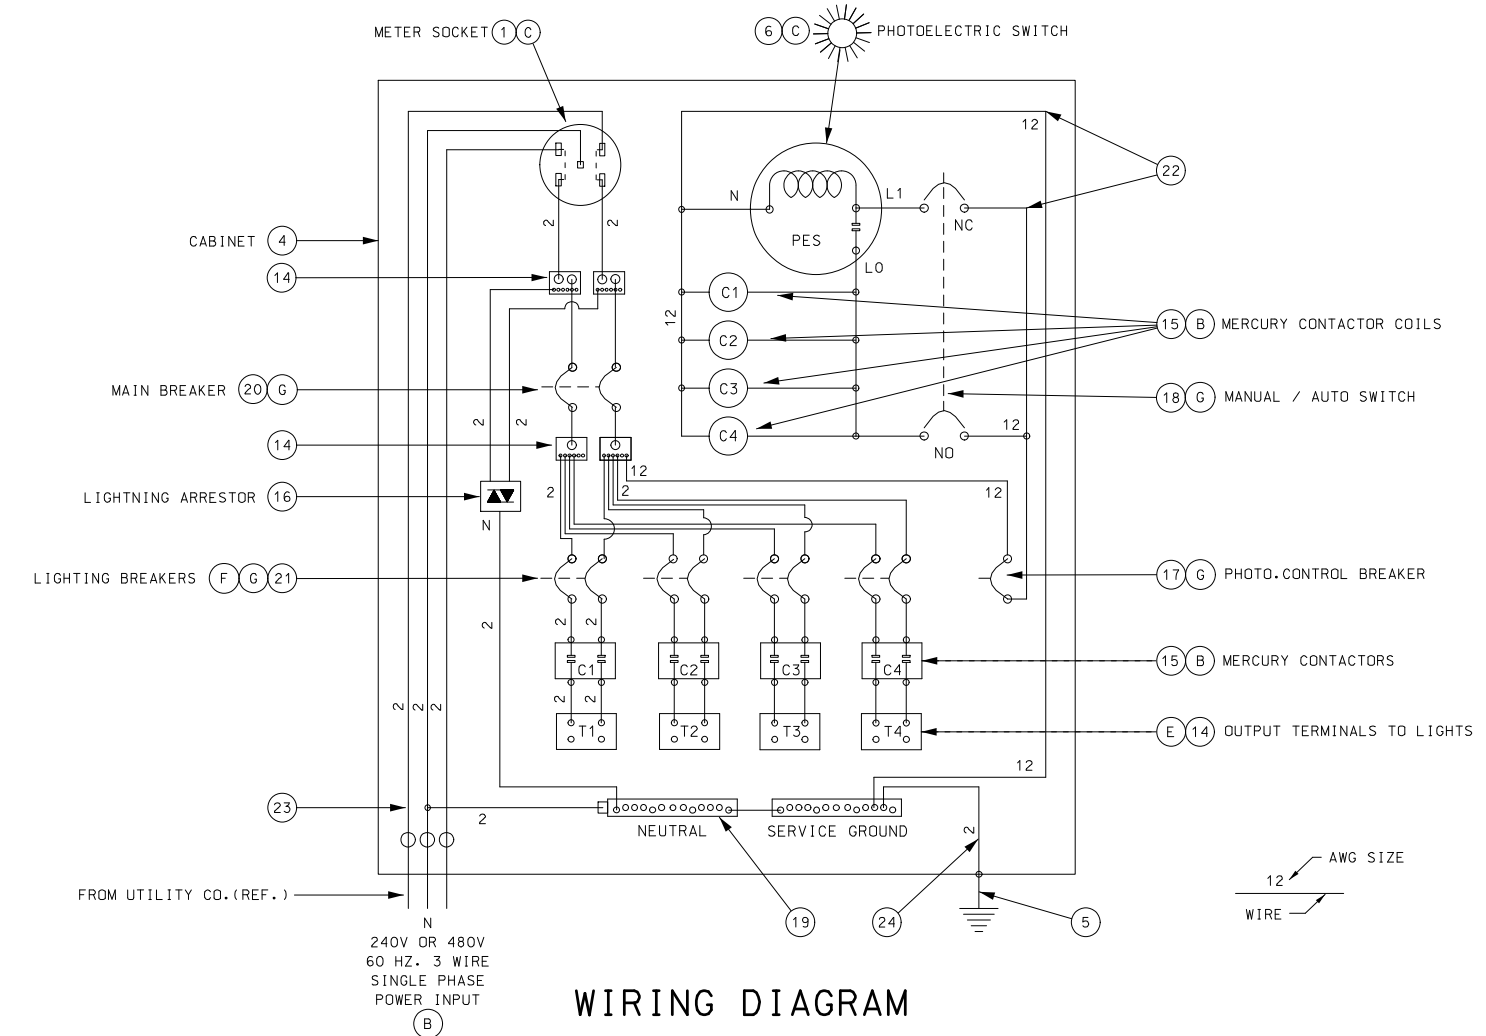 METER SOCKET 1 C
6 C PHOTOELECTRIC SWITCH
12
22
N
L1
NC
PES
LO
2
2
CABINET 4
14
C1
12
C2
C3
C4
15 B MERCURY CONTACTOR COILS
MAIN BREAKER 20 G
18 G MANUAL / AUTO SWITCH
2
2
14
12
NO
12
2
2
12
LIGHTNING ARRESTOR 16
N
LIGHTING BREAKERS F G 21
17 G PHOTO.CONTROL BREAKER
2
2
2
C1
C2
C3
C4
15 B MERCURY CONTACTORS
2
2
2
2
2
T1
T2
T3
T4
E 14 OUTPUT TERMINALS TO LIGHTS
12
23
2
NEUTRAL
SERVICE GROUND
2
AWG SIZE
12
WIRE
FROM UTILITY CO.(REF.)
19
24
5
N
240V OR 480V
60 HZ. 3 WIRE
SINGLE PHASE
POWER INPUT
B
WIRING DIAGRAM